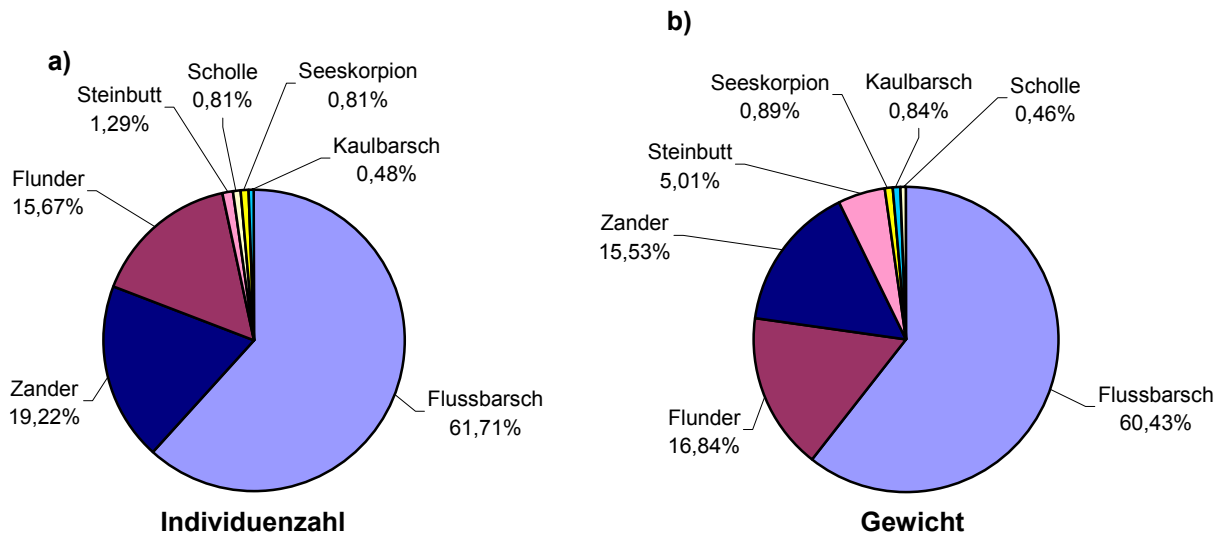 a)
Scholle
0,81%
Seeskorpion
0,81%
Steinbutt
1,29%
Kaulbarsch
0,48%
Flunder
15,67%
Zander
19,22%
Flussbarsch
61,71%
Individuenzahl
b)
Seeskorpion
0,89%
Kaulbarsch
0,84%
Scholle
0,46%
Steinbutt
5,01%
Zander
15,53%
Flunder
16,84%
Flussbarsch
60,43%
Gewicht